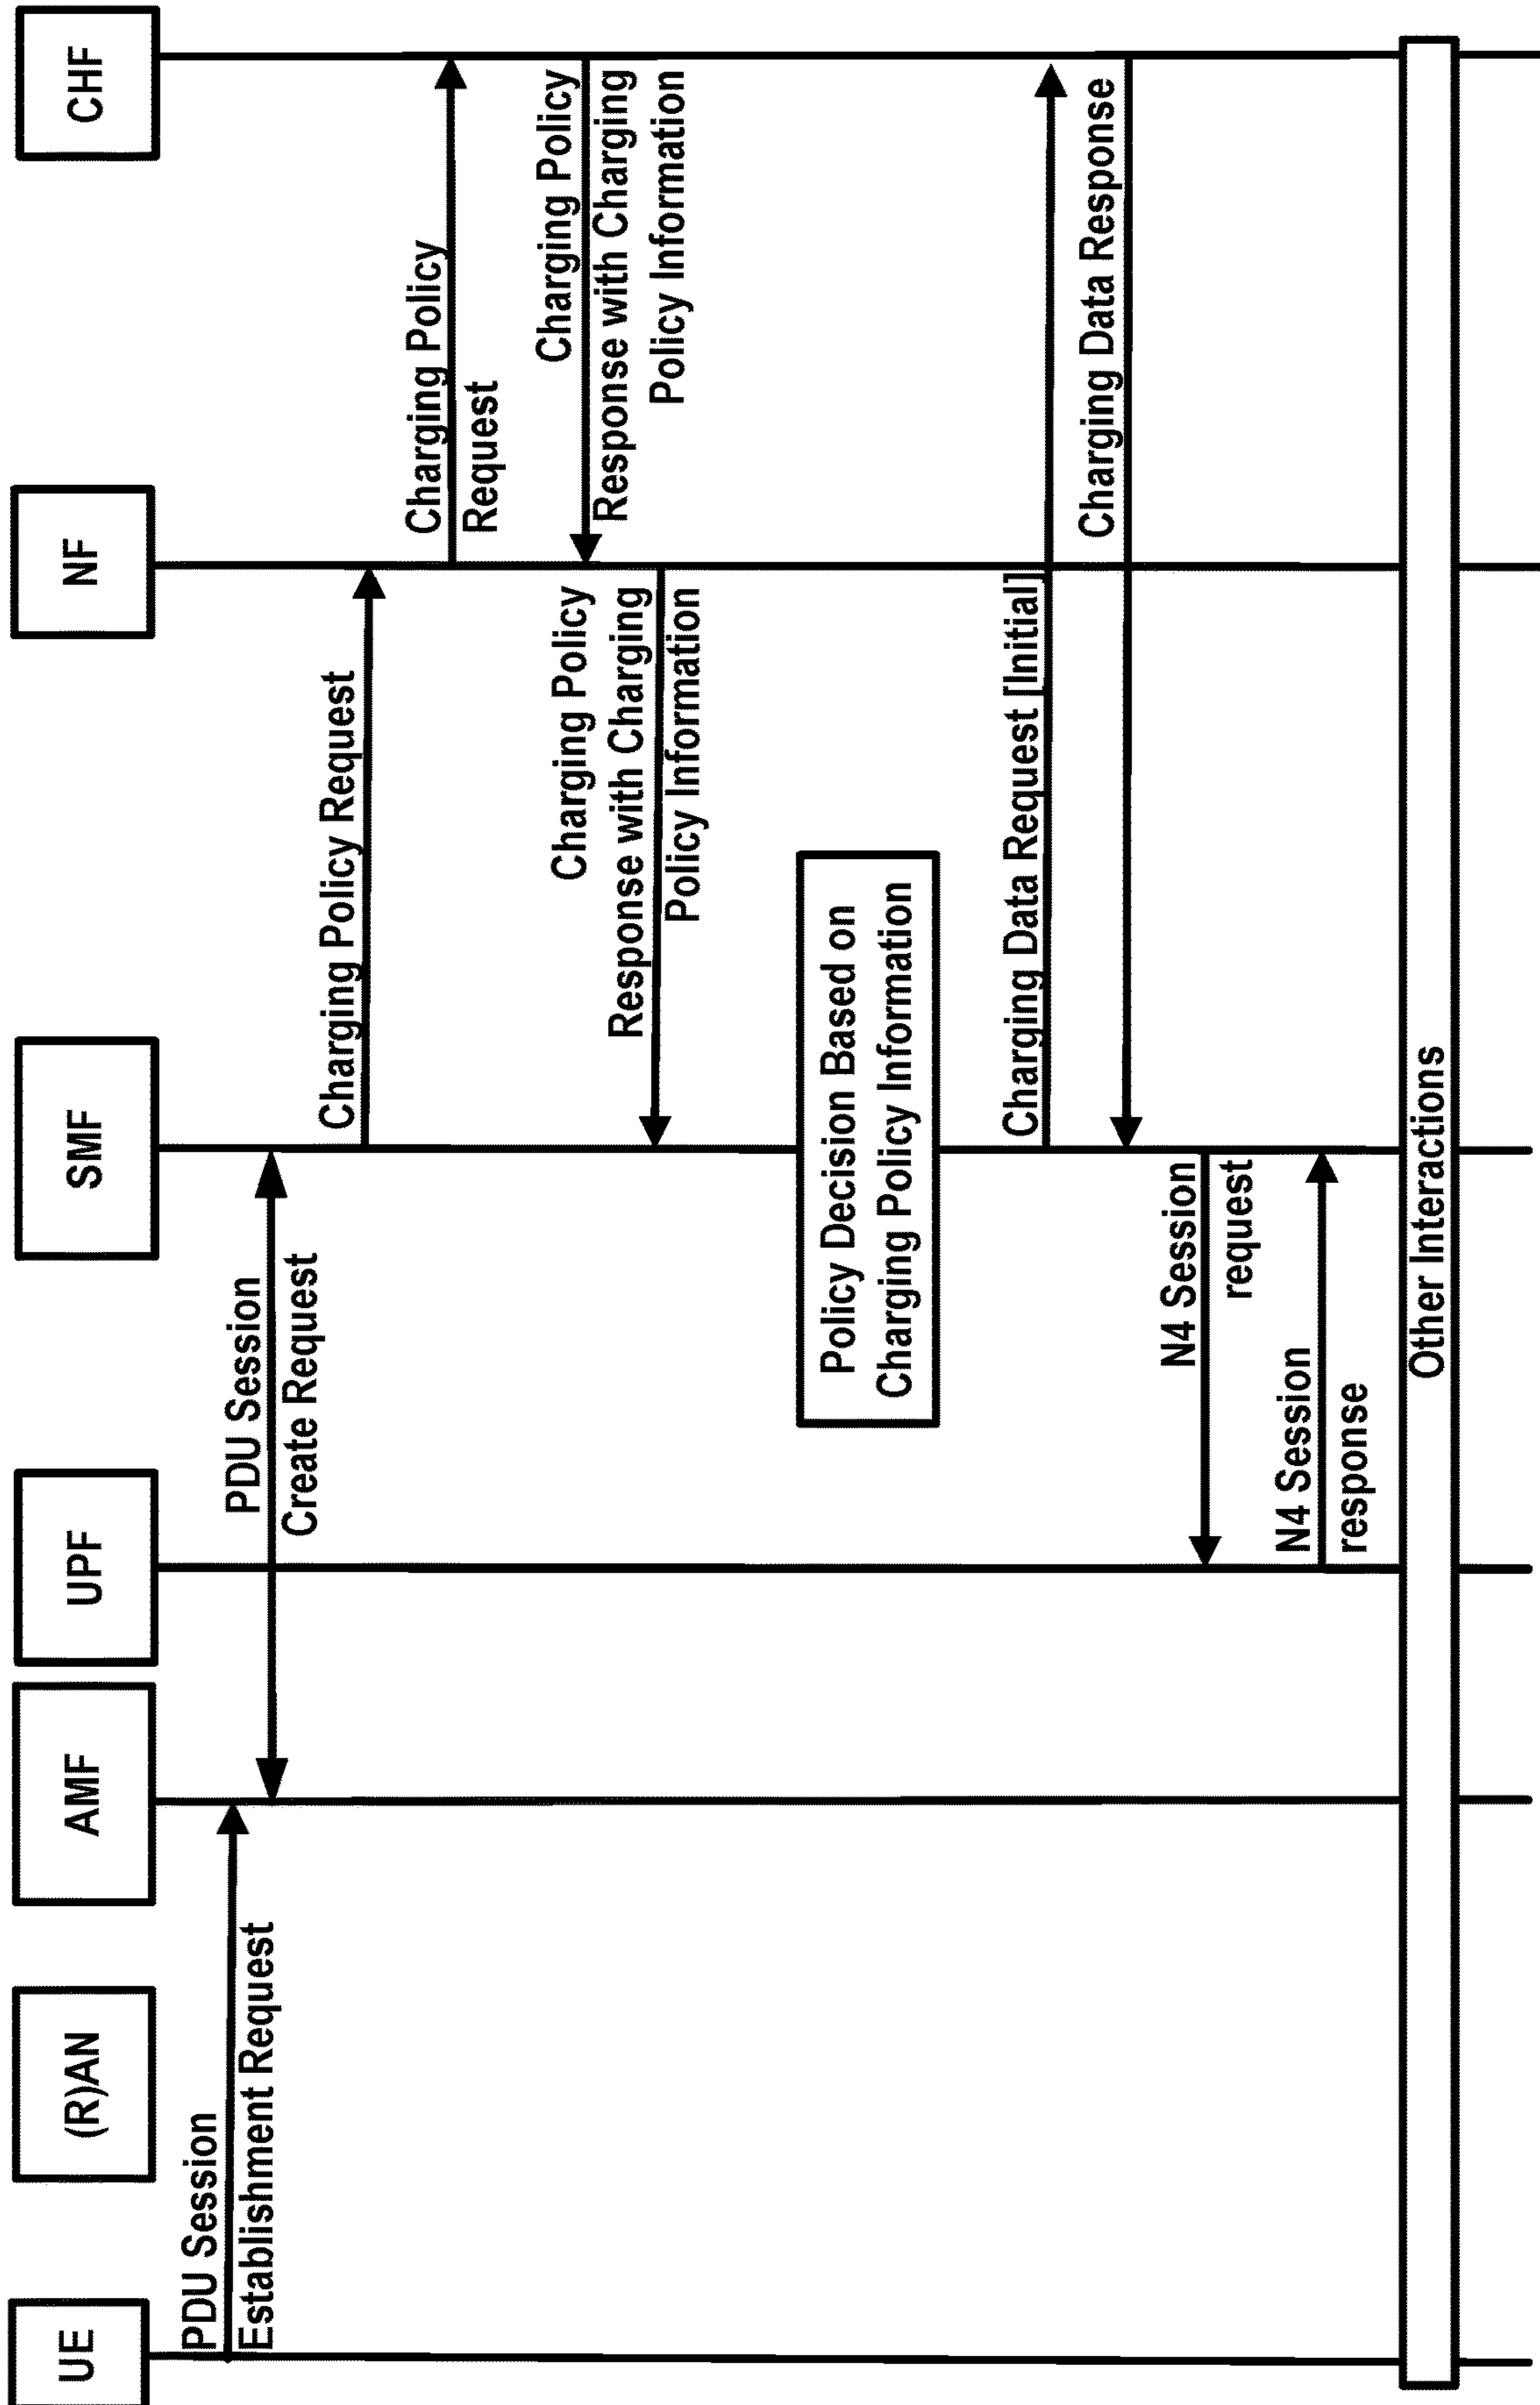 UE
(R)AN
AMF
UPF
SMF
NF
CHF
PDU Session
Establishment Request
PDU Session
Create Request
Charging Policy Request
Charging Policy
Request
Charging Policy
Response with Charging
Policy Information
Charging Policy
Response with Charging
Policy Information
Policy Decision Based on
Charging Policy Information
Charging Data Request [Initial]
Charging Data Response
N4 Session
request
N4 Session
response
Other Interactions